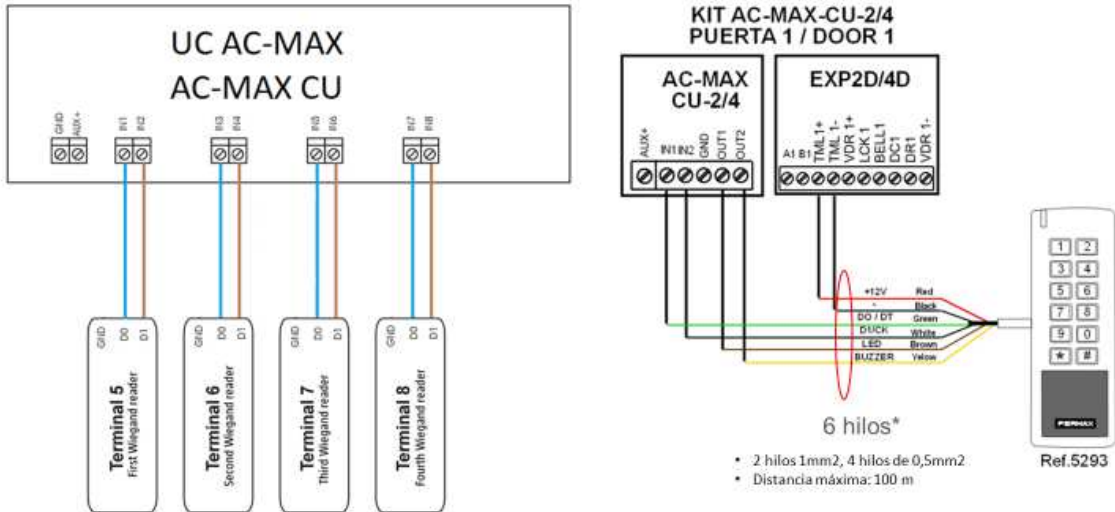 UC AC-MAX
AC-MAX CU
GND
AUX+
IN1
IN2
IN3
IN4
IN5
IN6
IN7
IN8
GND
D0
D1
Terminal 5
First Wiegand reader
GND
D0
D1
Terminal 6
Second Wiegand reader
GND
D0
D1
Terminal 7
Third Wiegand reader
GND
D0
D1
Terminal 8
Fourth Wiegand reader
KIT AC-MAX-CU-2/4
PUERTA 1 / DOOR 1
AC-MAX
CU-2/4
AUX+
IN1
IN2
GND
OUT1
OUT2
EXP2D/4D
A1
B1
TML1+
TML 1-
VDR 1+
LCK 1
BELL1
DC1
DR1
VDR 1-
+12V Red
- Black
DO / DT Green
D1/CK White
LED Brown
BUZZER Yelow
1 2
3 4
5 6
7 8
9 0
* #
FERMAX
Ref.5293
6 hilos*
• 2 hilos 1mm2, 4 hilos de 0,5mm2
• Distancia máxima: 100 m